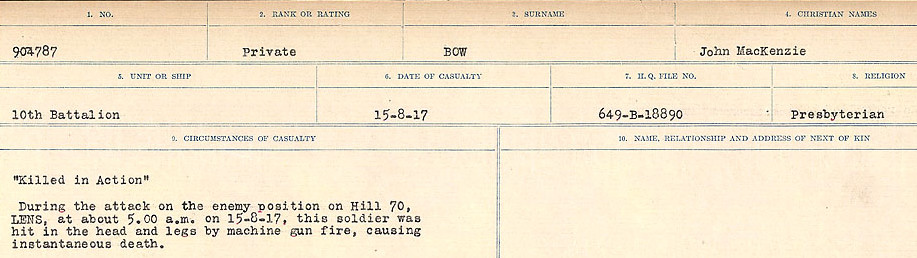 1. NO. 2. RANK OR RATING 3. SURNAME 4. CHRISTIAN NAMES
904787 Private BOW John MacKenzie
5. UNIT OR SHIP 6. DATE OF CASUALTY 7. H.Q. FILE NO. 8. RELIGION
10th Battalion 15-8-17 649-B-18890 Presbyterian
9. CIRCUMSTANCES OF CASUALTY 10. NAME, RELATIONSHIP AND ADDRESS OF NEXT OF KIN
"Killed in Action"
During the attack on the enemy position on Hill 70,
LENS, at about 5.00 a.m. on 15-8-17, this soldier was
hit in the head and legs by machine gun fire, causing
instantaneous death.